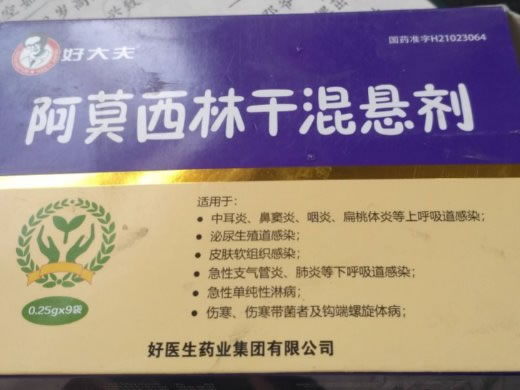 好大夫
国药准字H21023064
阿莫西林干混悬剂
适用于：
• 中耳炎、鼻窦炎、咽炎、扁桃体炎等上呼吸道感染；
• 泌尿生殖道感染；
• 皮肤软组织感染；
• 急性支气管炎、肺炎等下呼吸道感染；
• 急性单纯性淋病；
• 伤寒、伤寒带菌者及钩端螺旋体病；
0.25gx9袋
好医生药业集团有限公司